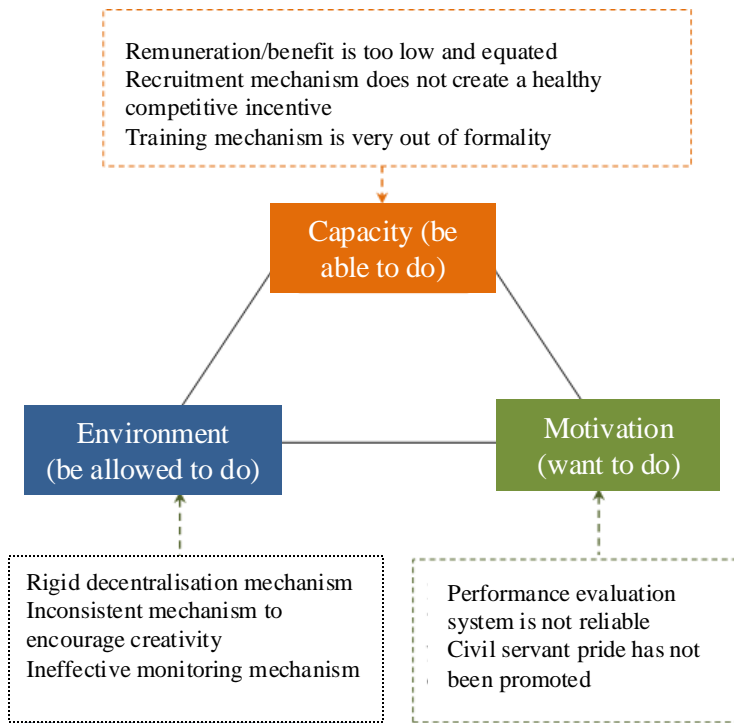 Remuneration/benefit is too low and equated
Recruitment mechanism does not create a healthy
competitive incentive
Training mechanism is very out of formality
Capacity (be
able to do)
Environment
(be allowed to do)
Motivation
(want to do)
Rigid decentralisation mechanism
Inconsistent mechanism to
encourage creativity
Ineffective monitoring mechanism
Performance evaluation
system is not reliable
Civil servant pride has not
been promoted